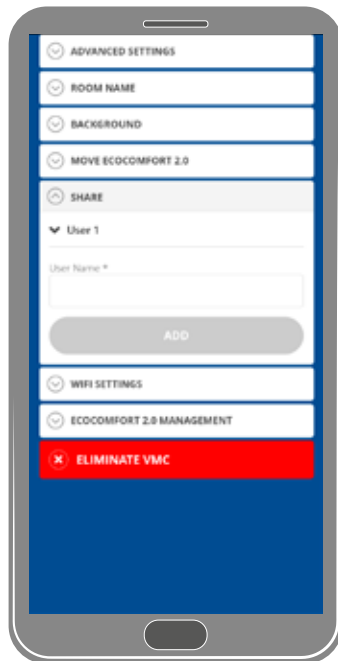 ADVANCED SETTINGS
ROOM NAME
BACKGROUND
MOVE ECOCOMFORT 2.0
SHARE
User 1
User Name *
ADD
WIFI SETTINGS
ECOCOMFORT 2.0 MANAGEMENT
ELIMINATE VMC